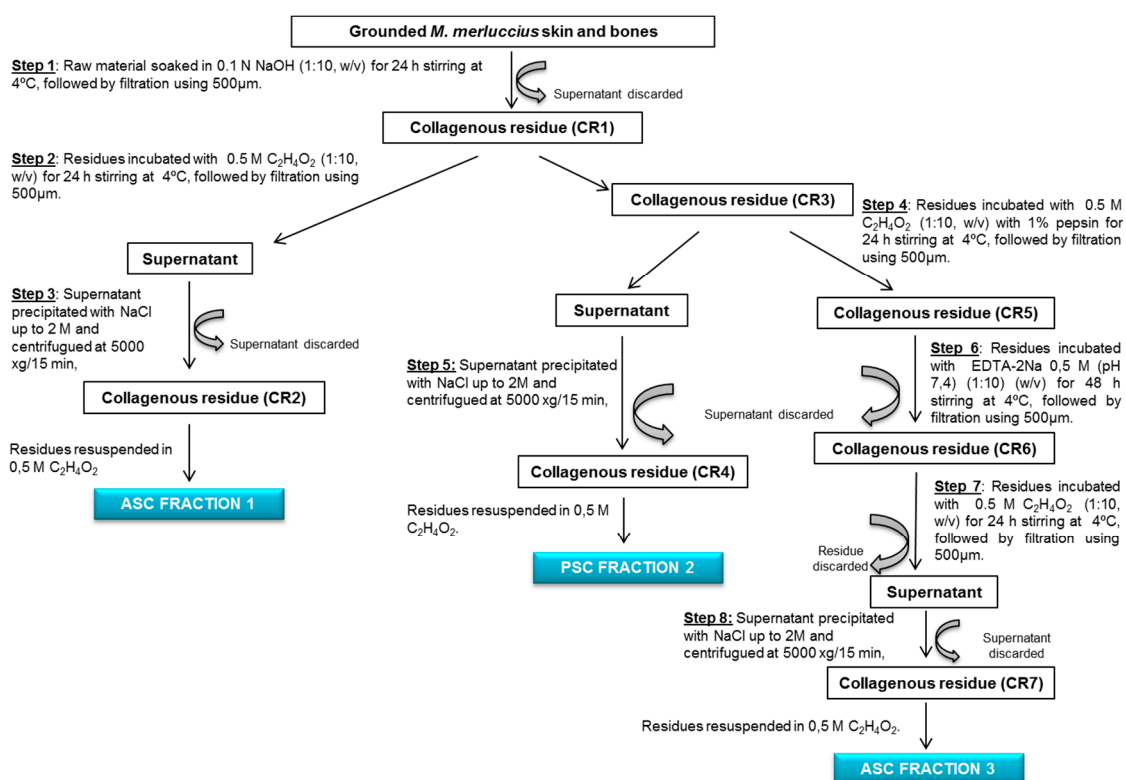 Grounded M. merluccius skin and bones
Step 1: Raw material soaked in 0.1 N NaOH (1:10, w/v) for 24 h stirring at
4ºC, followed by filtration using 500µm.
Supernatant discarded
Collagenous residue (CR1)
Step 2: Residues incubated with 0.5 M C₂H₄O₂ (1:10,
w/v) for 24 h stirring at 4ºC, followed by filtration using
500µm.
Collagenous residue (CR3)
Step 4: Residues incubated with 0.5 M
C₂H₄O₂ (1:10, w/v) with 1% pepsin for
24 h stirring at 4ºC, followed by filtration
using 500µm.
Supernatant
Step 3: Supernatant
precipitated with NaCl
up to 2 M and
centrifugued at 5000
xg/15 min,
Supernatant discarded
Collagenous residue (CR2)
Residues resuspended in
0,5 M C₂H₄O₂
ASC FRACTION 1
Supernatant
Step 5: Supernatant precipitated
with NaCl up to 2M and
centrifugued at 5000 xg/15 min,
Supernatant discarded
Collagenous residue (CR4)
Residues resuspended in 0,5 M
C₂H₄O₂.
PSC FRACTION 2
Collagenous residue (CR5)
Step 6: Residues incubated
with EDTA-2Na 0,5 M (pH
7,4) (1:10) (w/v) for 48 h
stirring at 4ºC, followed by
filtration using 500µm.
Collagenous residue (CR6)
Step 7: Residues incubated
with 0.5 M C₂H₄O₂ (1:10,
w/v) for 24 h stirring at 4ºC,
followed by filtration using
500µm.
Residue
discarded
Supernatant
Step 8: Supernatant precipitated
with NaCl up to 2M and
centrifugued at 5000 xg/15 min,
Supernatant
discarded
Collagenous residue (CR7)
Residues resuspended in 0,5 M C₂H₄O₂.
ASC FRACTION 3